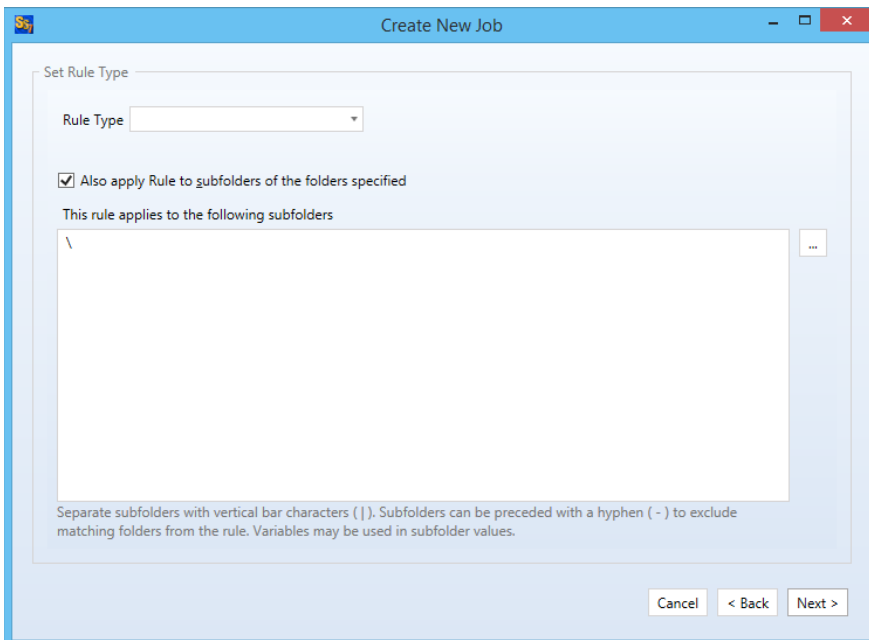 Create New Job
Set Rule Type
Rule Type
Also apply Rule to subfolders of the folders specified
This rule applies to the following subfolders
\
...
Separate subfolders with vertical bar characters ( | ). Subfolders can be preceded with a hyphen ( - ) to exclude
matching folders from the rule. Variables may be used in subfolder values.
Cancel
< Back
Next >